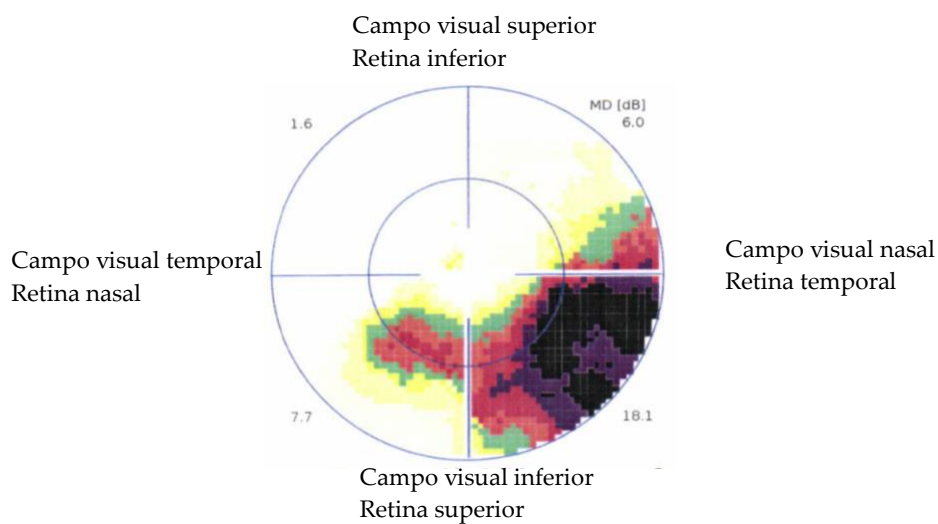 Campo visual superior
Retina inferior
MD [dB]
1.6
6.0
Campo visual temporal
Retina nasal
Campo visual nasal
Retina temporal
7.7
18.1
Campo visual inferior
Retina superior